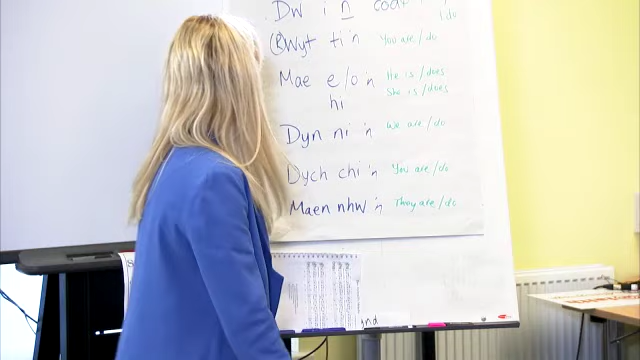 Dw i n
I do
(R)Wyt ti 'n You are / do
Mae e/o 'n He is / does
hi She is / does
Dyn ni 'n We are / do
Dych chi 'n You are / do
Maen nhw 'n They are / do